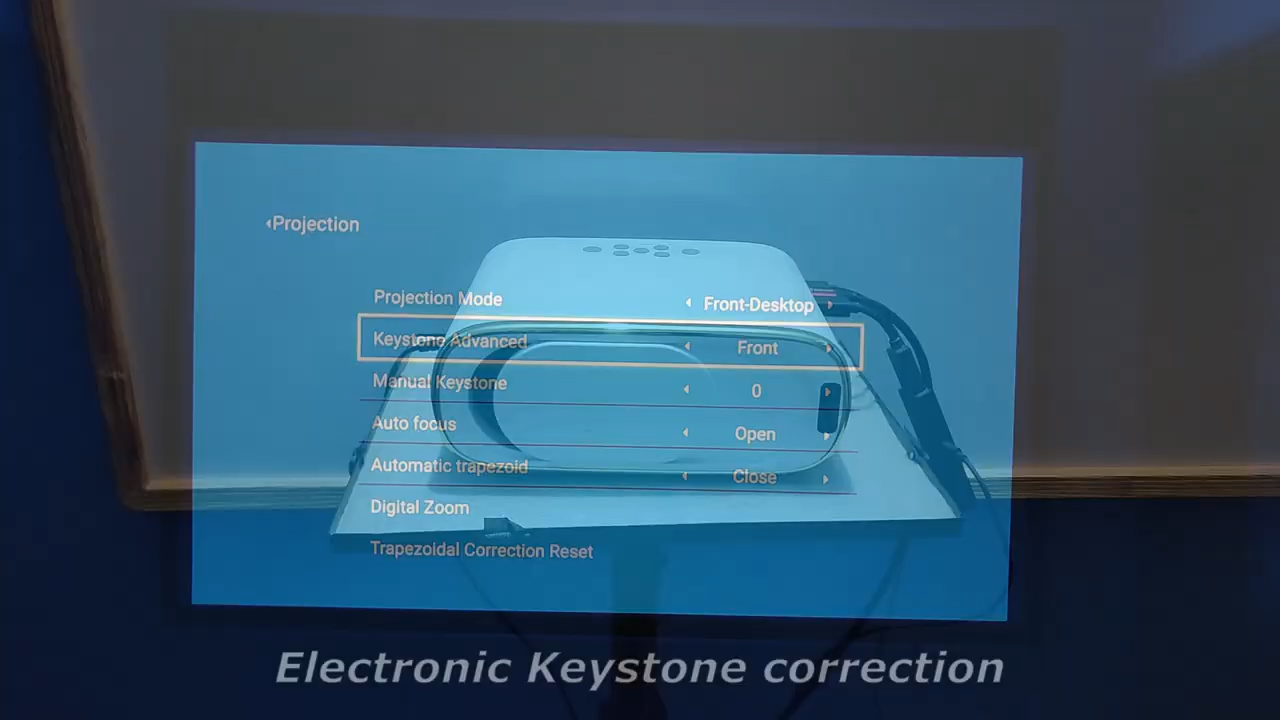 Projection
Projection Mode Front-Desktop
Keystone Advanced Front
Manual Keystone 0
Auto focus Open
Automatic trapezoid Close
Digital Zoom
Trapezoidal Correction Reset
Electronic Keystone correction